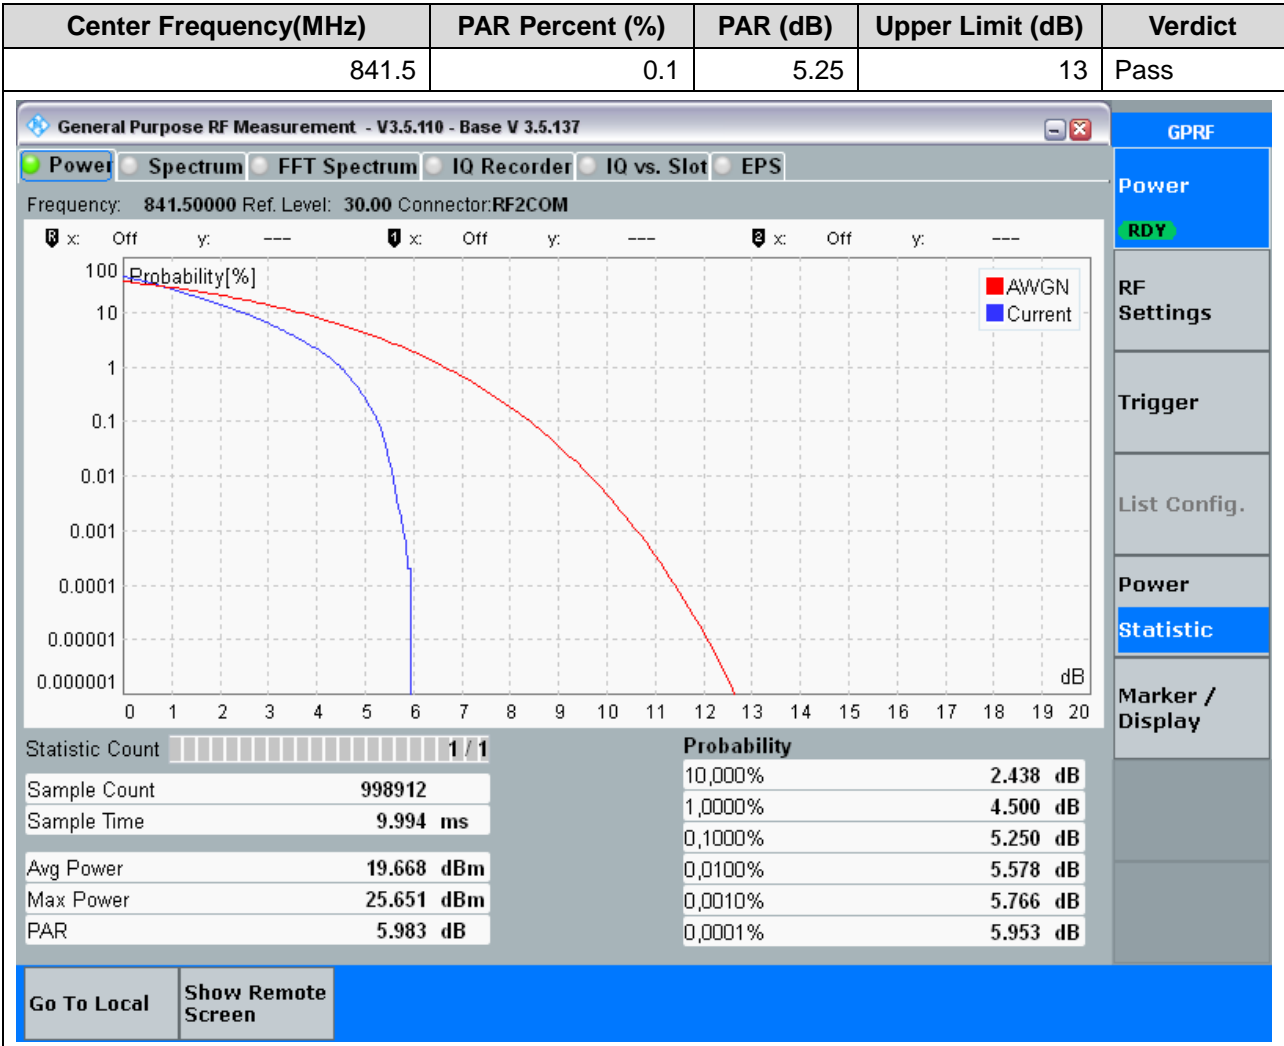 Center Frequency(MHz) PAR Percent (%) PAR (dB) Upper Limit (dB) Verdict
841.5 0.1 5.25 13 Pass
General Purpose RF Measurement - V3.5.110 - Base V 3.5.137
GPRF
Power Spectrum FFT Spectrum IQ Recorder IQ vs. Slot EPS
Power
RDY
Frequency: 841.50000 Ref. Level: 30.00 Connector:RF2COM
R x: Off y: --- 1 x: Off y: --- 2 x: Off y: ---
100 Probability[%]
AWGN
Current
10
1
0.1
0.01
0.001
0.0001
0.00001
0.000001
dB
0 1 2 3 4 5 6 7 8 9 10 11 12 13 14 15 16 17 18 19 20
RF
Settings
Trigger
List Config.
Power
Statistic
Marker /
Display
Statistic Count 1 / 1
Sample Count 998912
Sample Time 9.994 ms
Avg Power 19.668 dBm
Max Power 25.651 dBm
PAR 5.983 dB
Probability
10,000% 2.438 dB
1,0000% 4.500 dB
0,1000% 5.250 dB
0,0100% 5.578 dB
0,0010% 5.766 dB
0,0001% 5.953 dB
Go To Local
Show Remote
Screen